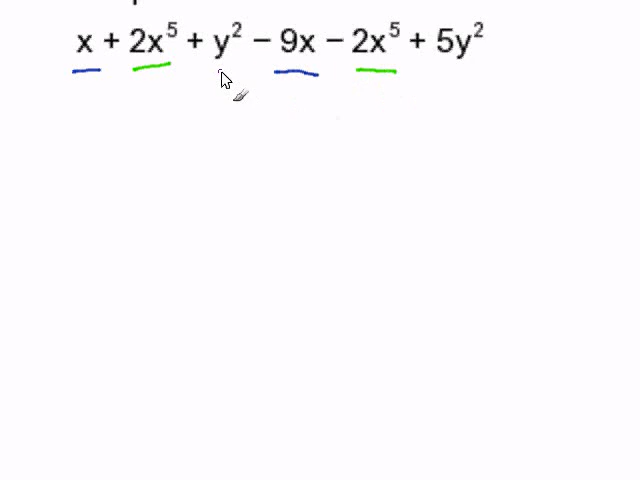 x + 2x⁵ + y² − 9x − 2x⁵ + 5y²